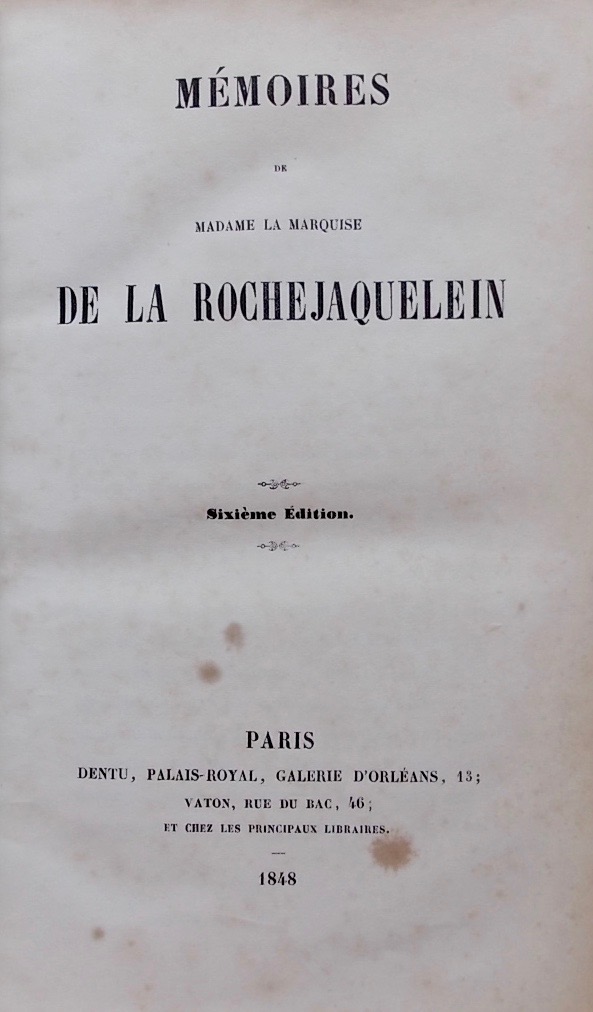 MÉMOIRES
DE
MADAME LA MARQUISE
DE LA ROCHEJAQUELEIN
Sixième Édition.
PARIS
DENTU, PALAIS-ROYAL, GALERIE D'ORLÉANS, 13;
VATON, RUE DU BAC, 46;
ET CHEZ LES PRINCIPAUX LIBRAIRES.
1848